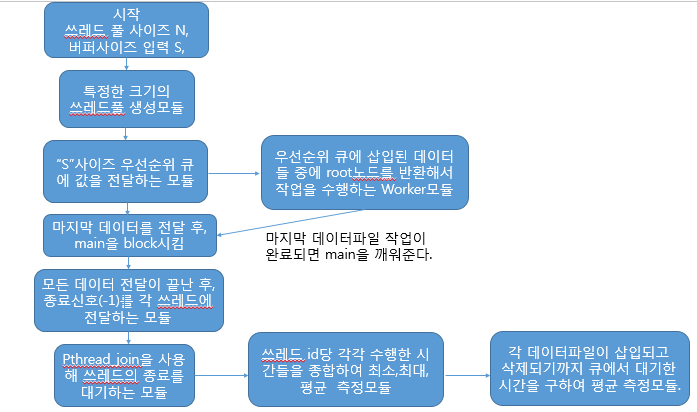 시작
쓰레드 풀 사이즈 N,
버퍼사이즈 입력 S,
특정한 크기의
쓰레드풀 생성모듈
“S”사이즈 우선순위 큐
에 값을 전달하는 모듈
우선순위 큐에 삽입된 데이터
들 중에 root노드를 반환해서
작업을 수행하는 Worker모듈
마지막 데이터를 전달 후,
main을 block시킴
마지막 데이터파일 작업이
완료되면 main을 깨워준다.
모든 데이터 전달이 끝난 후,
종료신호(-1)를 각 쓰레드에
전달하는 모듈
Pthread join을 사용
해 쓰레드의 종료를
대기하는 모듈
쓰레드 id당 각각 수행한 시
간들을 종합하여 최소,최대,
평균 측정모듈
각 데이터파일이 삽입되고
삭제되기까지 큐에서 대기한
시간을 구하여 평균 측정모듈.